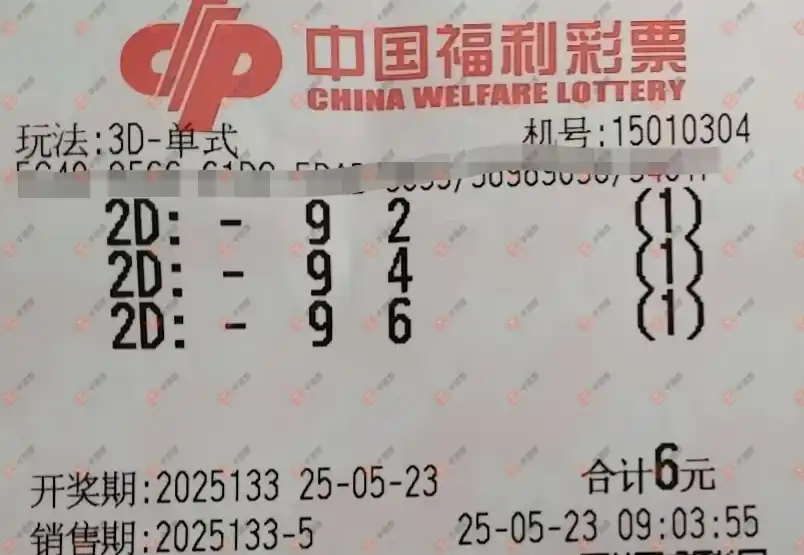 中国福利彩票
CHINA WELFARE LOTTERY
玩法:3D-单式 机号:15010304
2D: - 9 2 (1)
2D: - 9 4 (1)
2D: - 9 6 (1)
开奖期:2025133 25-05-23 合计6元
销售期:2025133-5 25-05-23 09:03:55